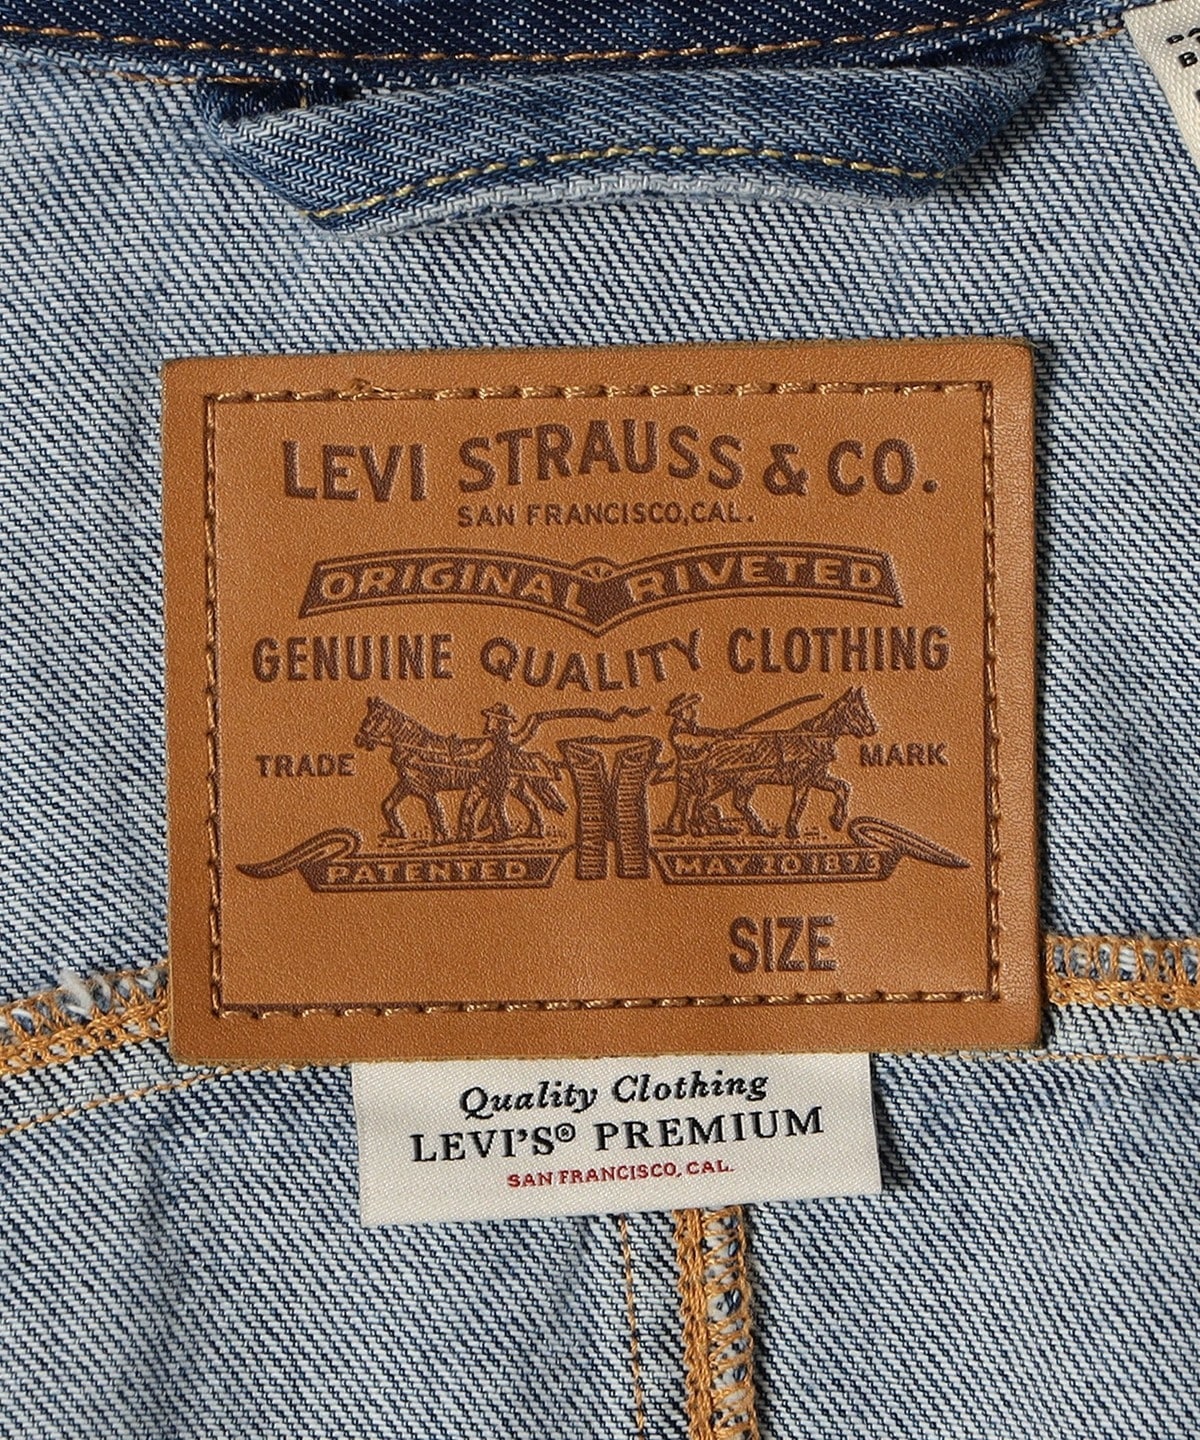 LEVI STRAUSS & CO.
SAN FRANCISCO, CAL.
ORIGINAL RIVETED
GENUINE QUALITY CLOTHING
TRADE MARK
PATENTED MAY 20 1873
SIZE
Quality Clothing
LEVI'S® PREMIUM
SAN FRANCISCO, CAL.